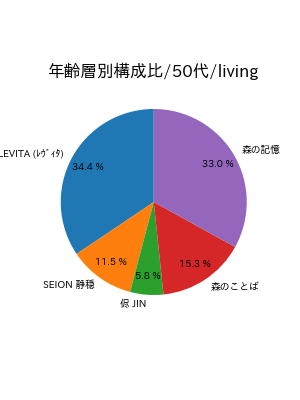 年齢層別構成比/50代/living
LEVITA (ﾚヴィタ)
34.4 %
森の記憶
33.0 %
SEION 静穏
11.5 %
侭 JIN
5.8 %
森のことば
15.3 %